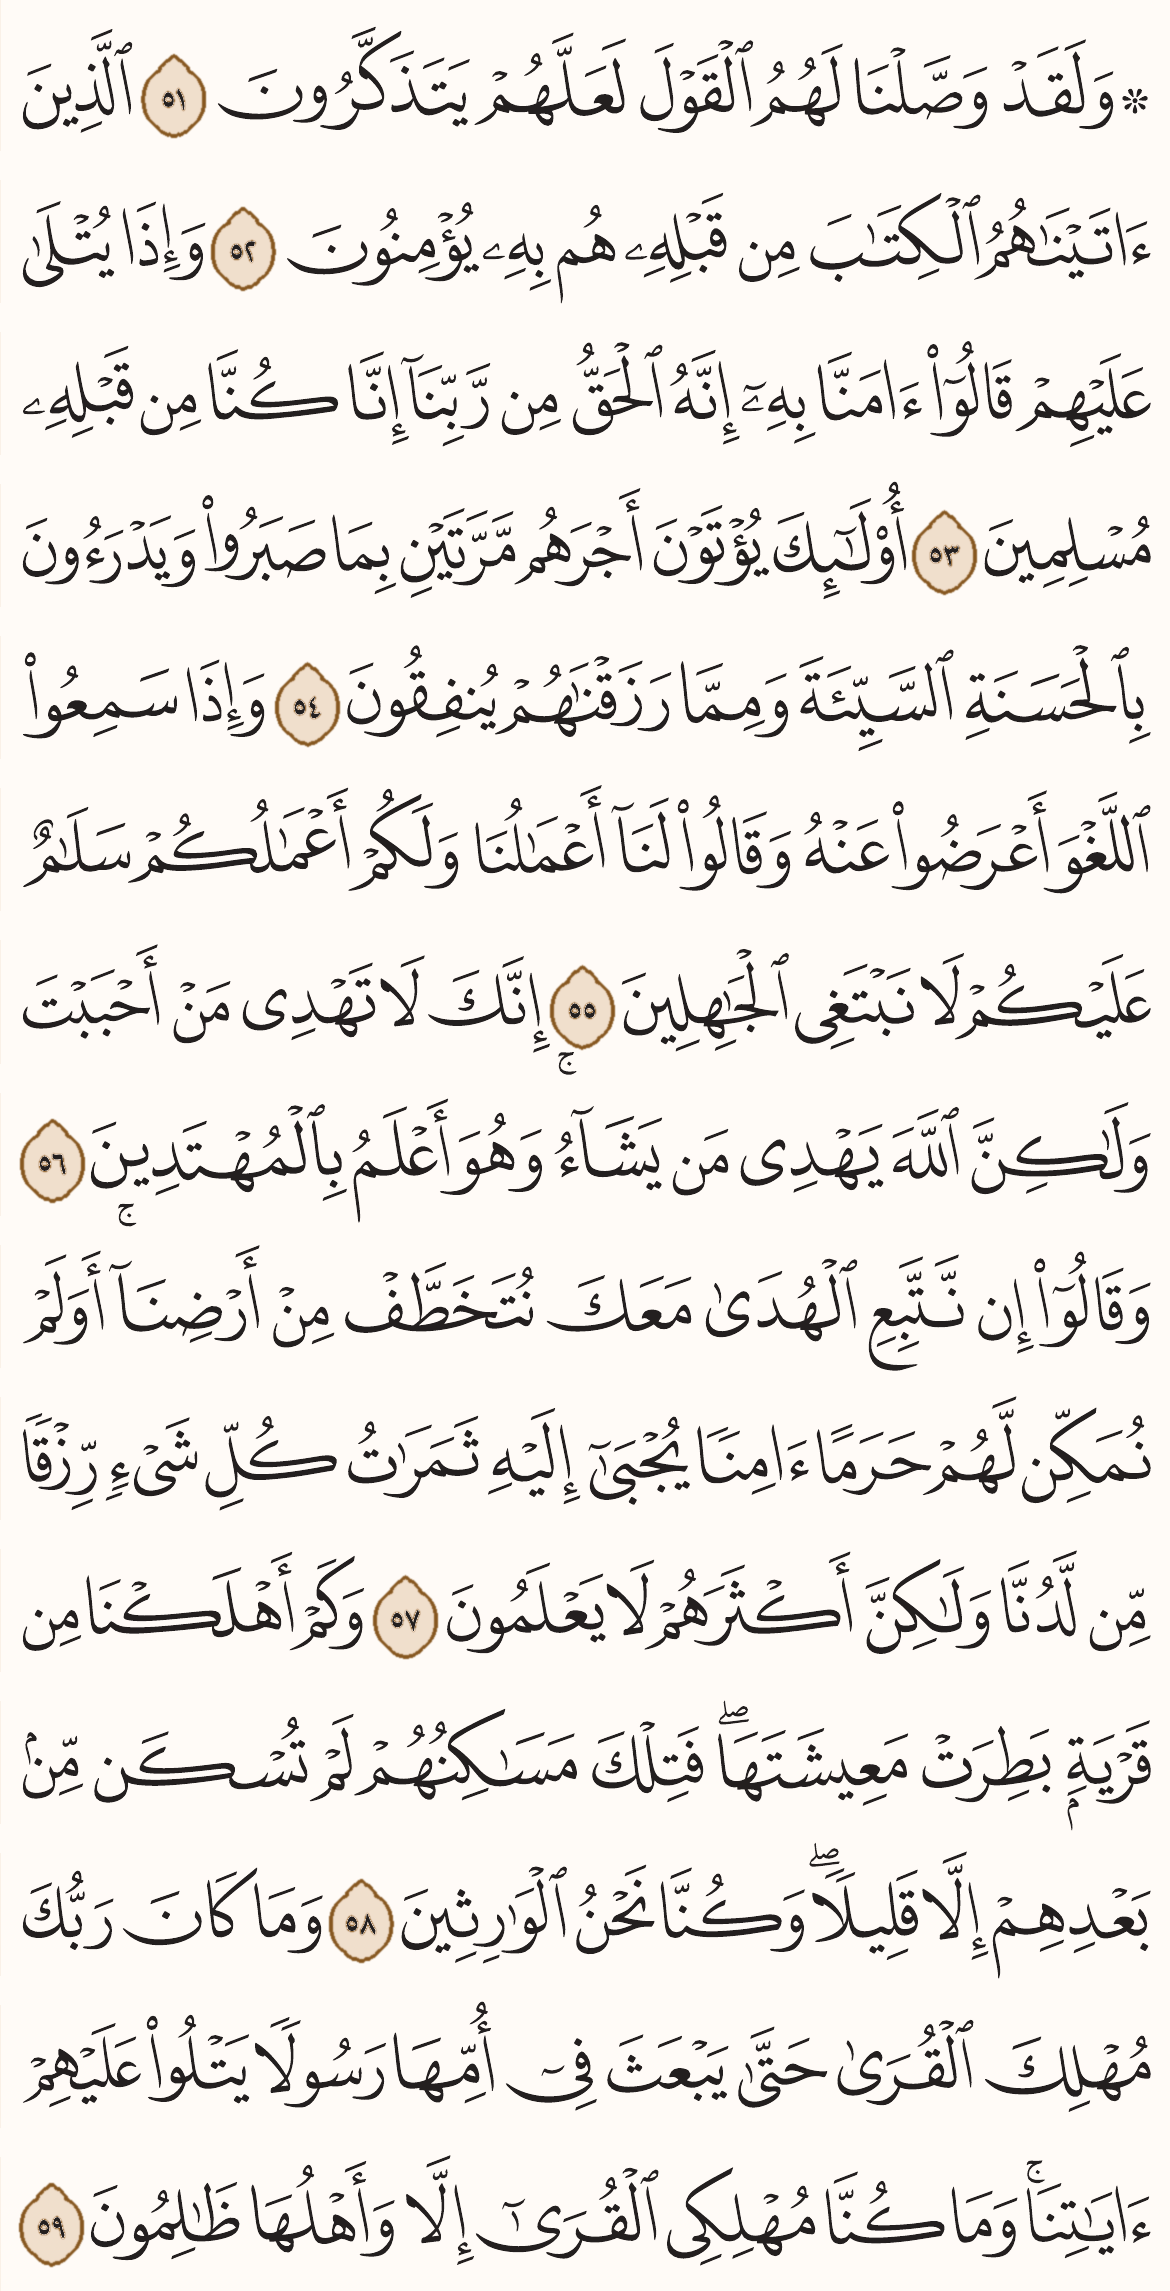 ۞ وَلَقَدۡ وَصَّلۡنَا لَهُمُ ٱلۡقَوۡلَ لَعَلَّهُمۡ يَتَذَكَّرُونَ ٥١ ٱلَّذِينَ
ءَاتَيۡنَٰهُمُ ٱلۡكِتَٰبَ مِن قَبۡلِهِۦ هُم بِهِۦ يُؤۡمِنُونَ ٥٢ وَإِذَا يُتۡلَىٰ
عَلَيۡهِمۡ قَالُوٓاْ ءَامَنَّا بِهِۦٓ إِنَّهُ ٱلۡحَقُّ مِن رَّبِّنَآ إِنَّا كُنَّا مِن قَبۡلِهِۦ
مُسۡلِمِينَ ٥٣ أُوْلَٰٓئِكَ يُؤۡتَوۡنَ أَجۡرَهُم مَّرَّتَيۡنِ بِمَا صَبَرُواْ وَيَدۡرَءُونَ
بِٱلۡحَسَنَةِ ٱلسَّيِّئَةَ وَمِمَّا رَزَقۡنَٰهُمۡ يُنفِقُونَ ٥٤ وَإِذَا سَمِعُواْ
ٱللَّغۡوَ أَعۡرَضُواْ عَنۡهُ وَقَالُواْ لَنَآ أَعۡمَٰلُنَا وَلَكُمۡ أَعۡمَٰلُكُمۡ سَلَٰمٌ
عَلَيۡكُمۡ لَا نَبۡتَغِي ٱلۡجَٰهِلِينَ ٥٥ إِنَّكَ لَا تَهۡدِي مَنۡ أَحۡبَبۡتَ
وَلَٰكِنَّ ٱللَّهَ يَهۡدِي مَن يَشَآءُۚ وَهُوَ أَعۡلَمُ بِٱلۡمُهۡتَدِينَ ٥٦
وَقَالُوٓاْ إِن نَّتَّبِعِ ٱلۡهُدَىٰ مَعَكَ نُتَخَطَّفۡ مِنۡ أَرۡضِنَآۚ أَوَلَمۡ
نُمَكِّن لَّهُمۡ حَرَمًا ءَامِنٗا يُجۡبَىٰٓ إِلَيۡهِ ثَمَرَٰتُ كُلِّ شَيۡءٖ رِّزۡقٗا
مِّن لَّدُنَّا وَلَٰكِنَّ أَكۡثَرَهُمۡ لَا يَعۡلَمُونَ ٥٧ وَكَمۡ أَهۡلَكۡنَا مِن
قَرۡيَةِۭ بَطِرَتۡ مَعِيشَتَهَاۖ فَتِلۡكَ مَسَٰكِنُهُمۡ لَمۡ تُسۡكَن مِّنۢ
بَعۡدِهِمۡ إِلَّا قَلِيلٗاۖ وَكُنَّا نَحۡنُ ٱلۡوَٰرِثِينَ ٥٨ وَمَا كَانَ رَبُّكَ
مُهۡلِكَ ٱلۡقُرَىٰ حَتَّىٰ يَبۡعَثَ فِيٓ أُمِّهَا رَسُولٗا يَتۡلُواْ عَلَيۡهِمۡ
ءَايَٰتِنَاۚ وَمَا كُنَّا مُهۡلِكِي ٱلۡقُرَىٰٓ إِلَّا وَأَهۡلُهَا ظَٰلِمُونَ ٥٩